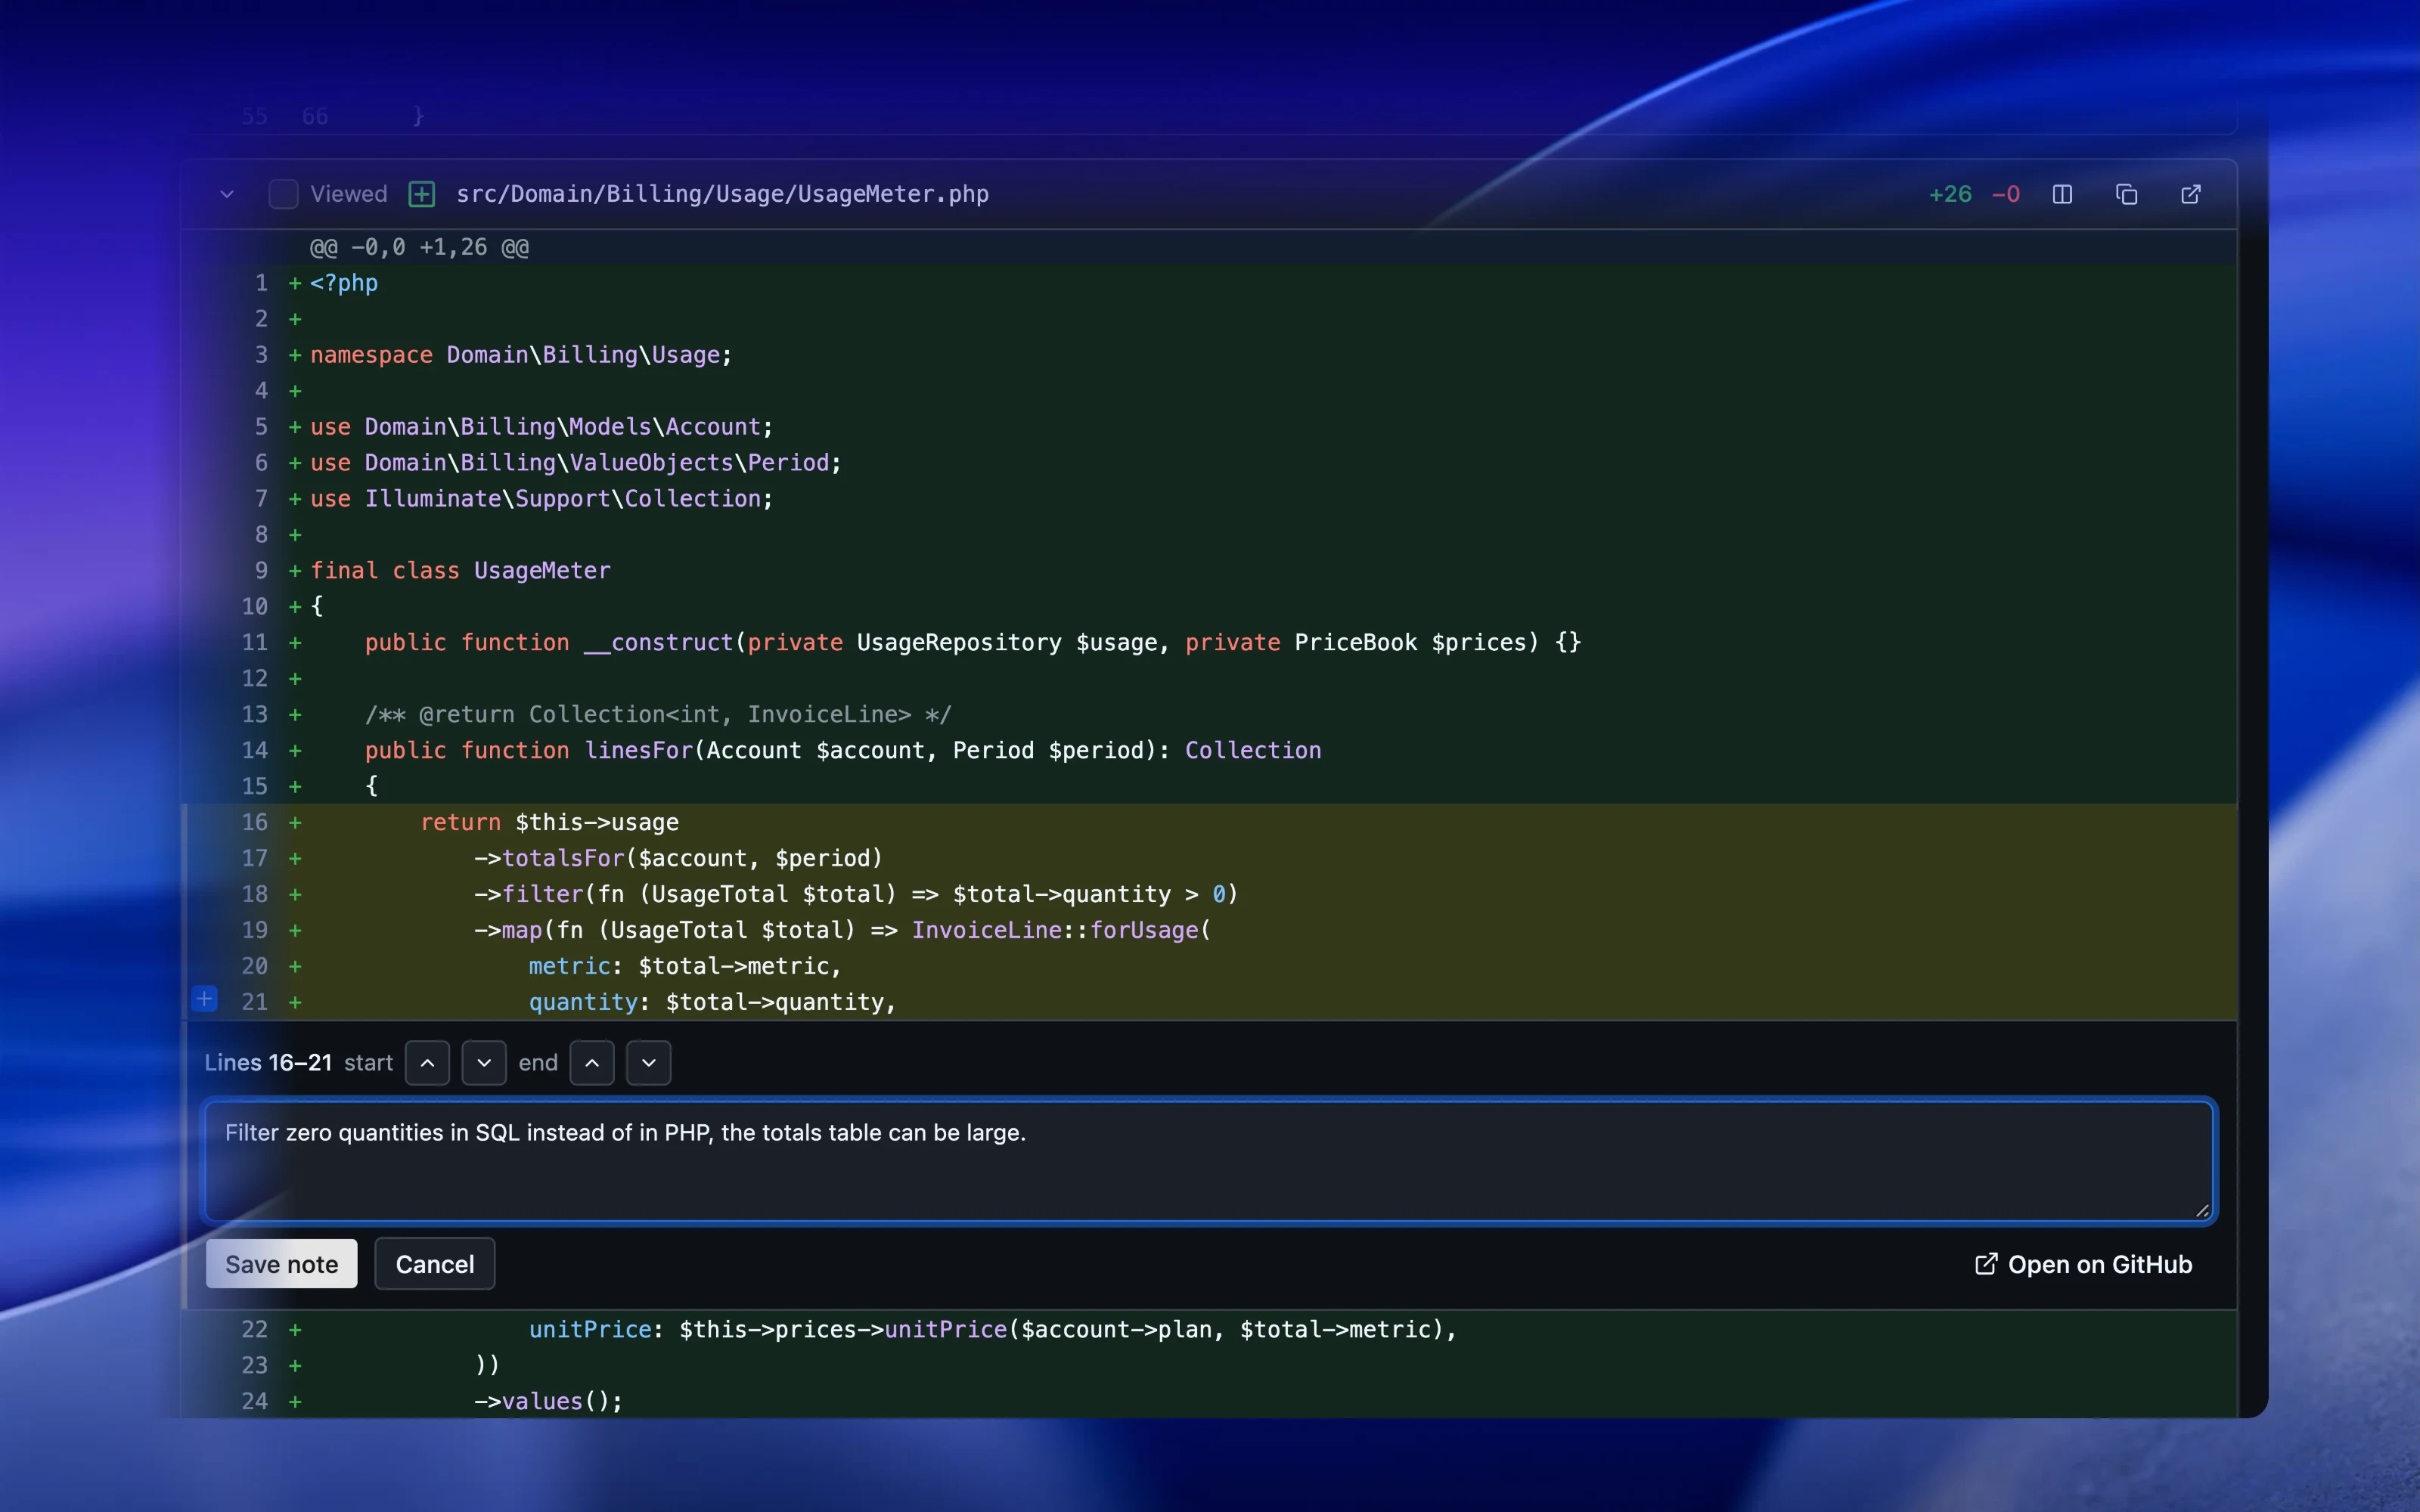 55 66 }
Viewed src/Domain/Billing/Usage/UsageMeter.php +26 −0
@@ −0,0 +1,26 @@
1 + <?php
2 +
3 + namespace Domain\Billing\Usage;
4 +
5 + use Domain\Billing\Models\Account;
6 + use Domain\Billing\ValueObjects\Period;
7 + use Illuminate\Support\Collection;
8 +
9 + final class UsageMeter
10 + {
11 +     public function __construct(private UsageRepository $usage, private PriceBook $prices) {}
12 +
13 +     /** @return Collection<int, InvoiceLine> */
14 +     public function linesFor(Account $account, Period $period): Collection
15 +     {
16 +         return $this->usage
17 +             ->totalsFor($account, $period)
18 +             ->filter(fn (UsageTotal $total) => $total->quantity > 0)
19 +             ->map(fn (UsageTotal $total) => InvoiceLine::forUsage(
20 +                 metric: $total->metric,
21 +                 quantity: $total->quantity,
Lines 16–21 start end
Filter zero quantities in SQL instead of in PHP, the totals table can be large.
Save note Cancel Open on GitHub
22 +                 unitPrice: $this->prices->unitPrice($account->plan, $total->metric),
23 +             ))
24 +             ->values();